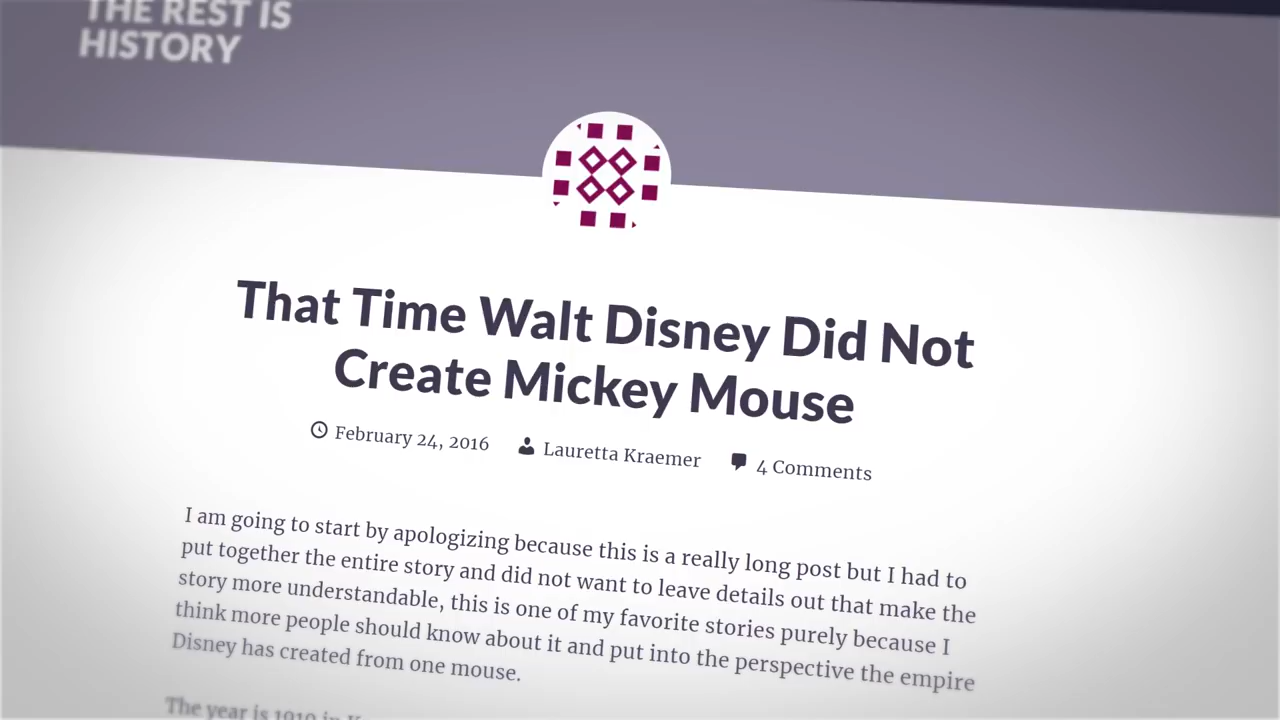 THE REST IS
HISTORY
That Time Walt Disney Did Not
Create Mickey Mouse
February 24, 2016 Lauretta Kraemer 4 Comments
I am going to start by apologizing because this is a really long post but I had to
put together the entire story and did not want to leave details out that make the
story more understandable, this is one of my favorite stories purely because I
think more people should know about it and put into the perspective the empire
Disney has created from one mouse.
The year is 1919 in